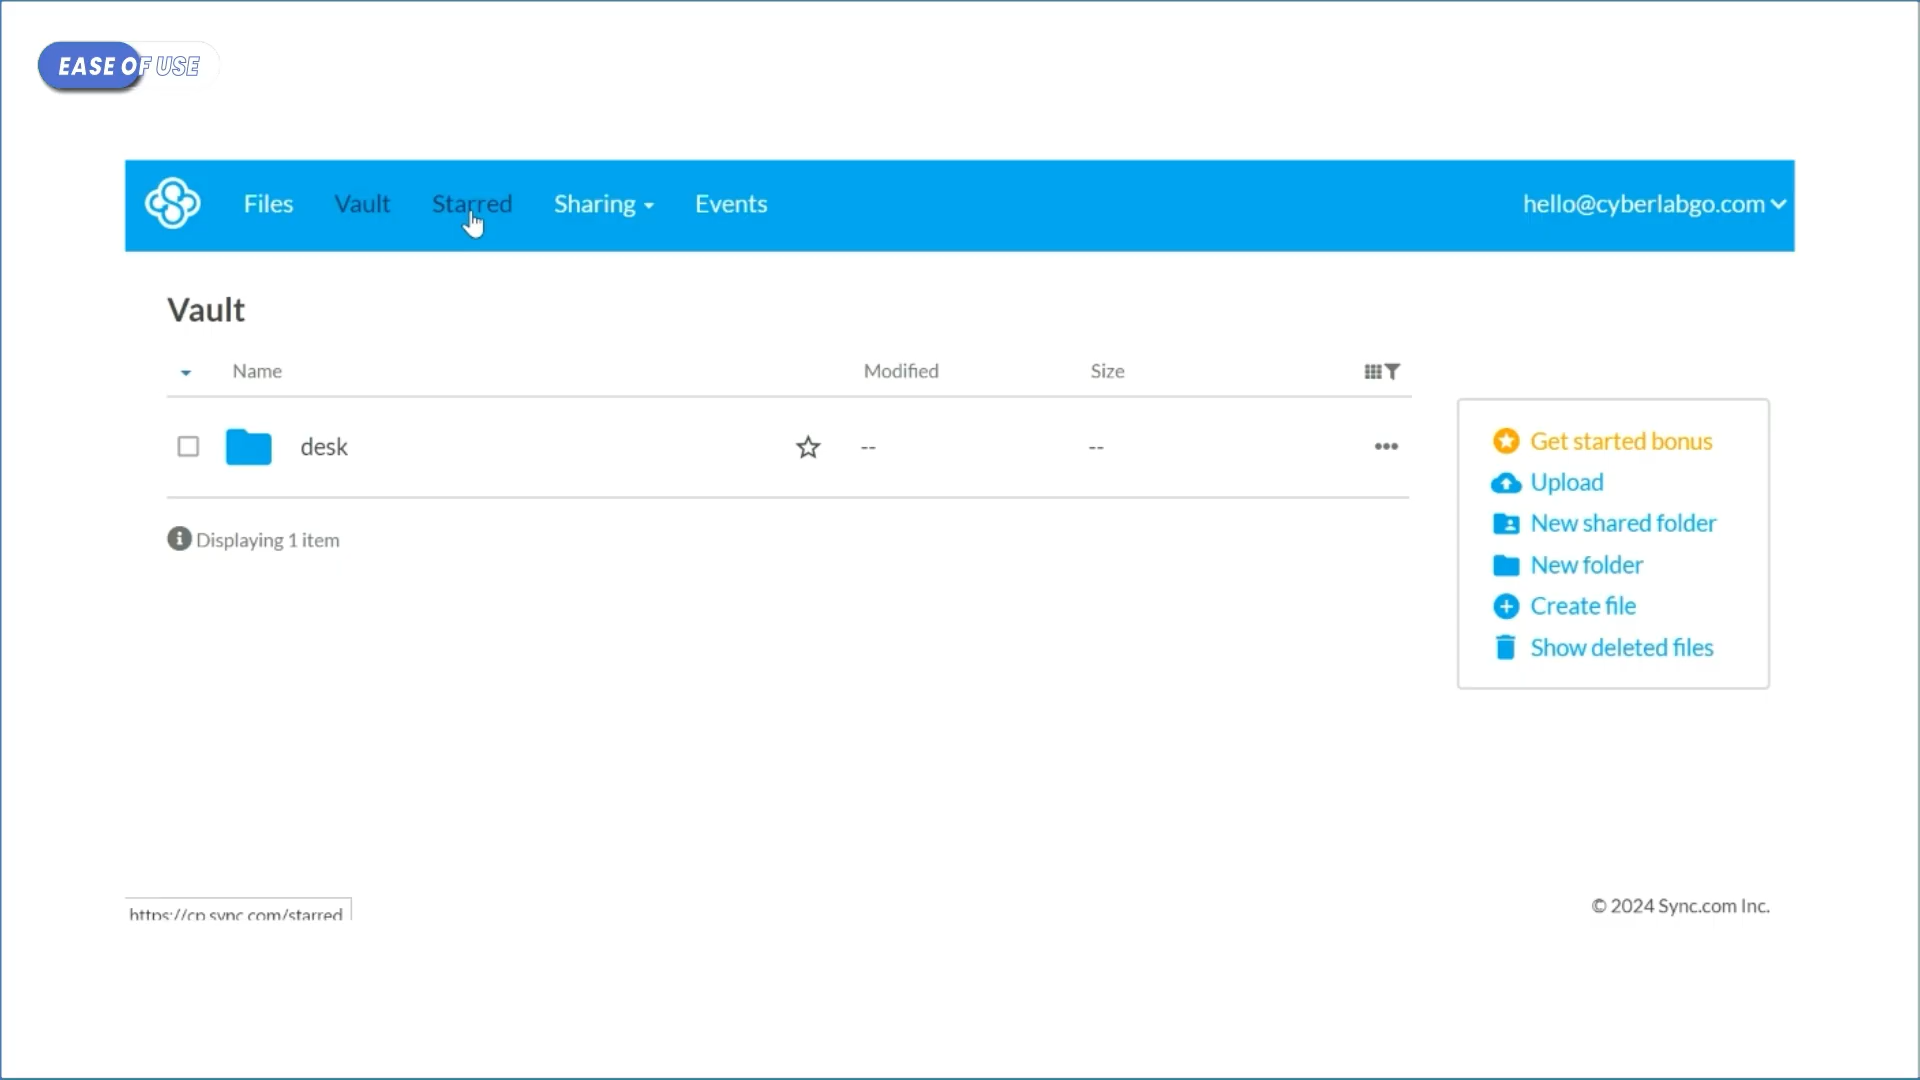 EASE OF USE
Files Vault Starred Sharing Events hello@cyberlabgo.com
Vault
Name Modified Size
desk -- --
Displaying 1 item
Get started bonus
Upload
New shared folder
New folder
Create file
Show deleted files
https://cp.sync.com/starred
© 2024 Sync.com Inc.